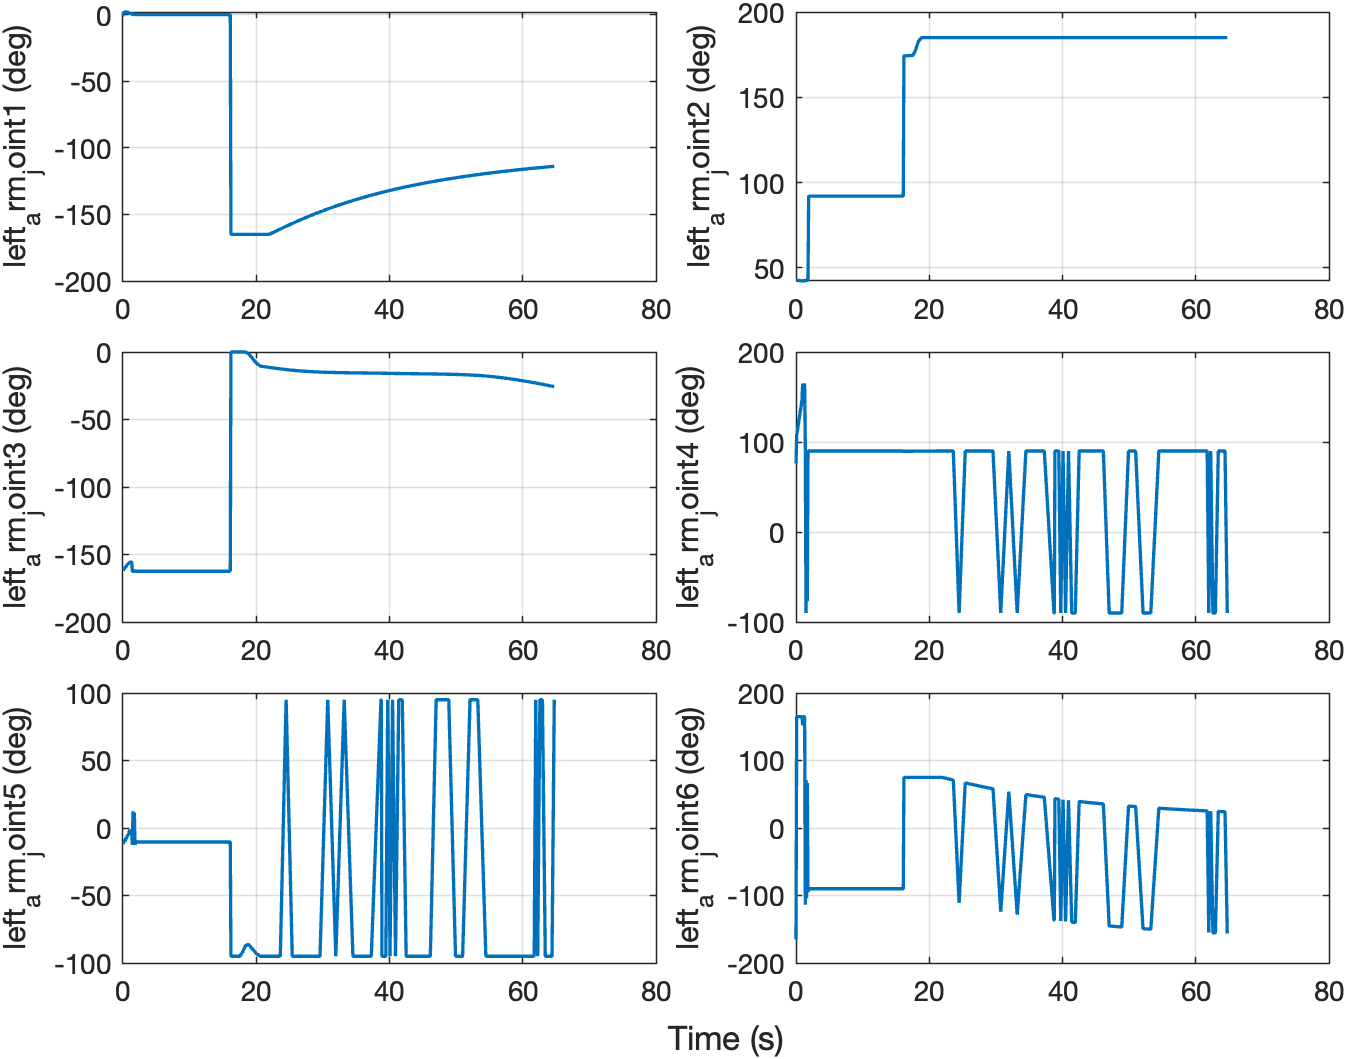 left_arm_joint1 (deg)
0
-50
-100
-150
-200
0 20 40 60 80
left_arm_joint2 (deg)
200
150
100
50
0 20 40 60 80
left_arm_joint3 (deg)
0
-50
-100
-150
-200
0 20 40 60 80
left_arm_joint4 (deg)
200
100
0
-100
0 20 40 60 80
left_arm_joint5 (deg)
100
50
0
-50
-100
0 20 40 60 80
left_arm_joint6 (deg)
200
100
0
-100
-200
0 20 40 60 80
Time (s)